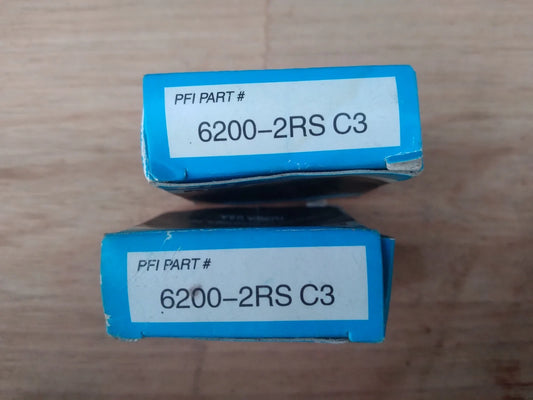 PFI PART #
6200-2RS C3
PFI PART #
6200-2RS C3